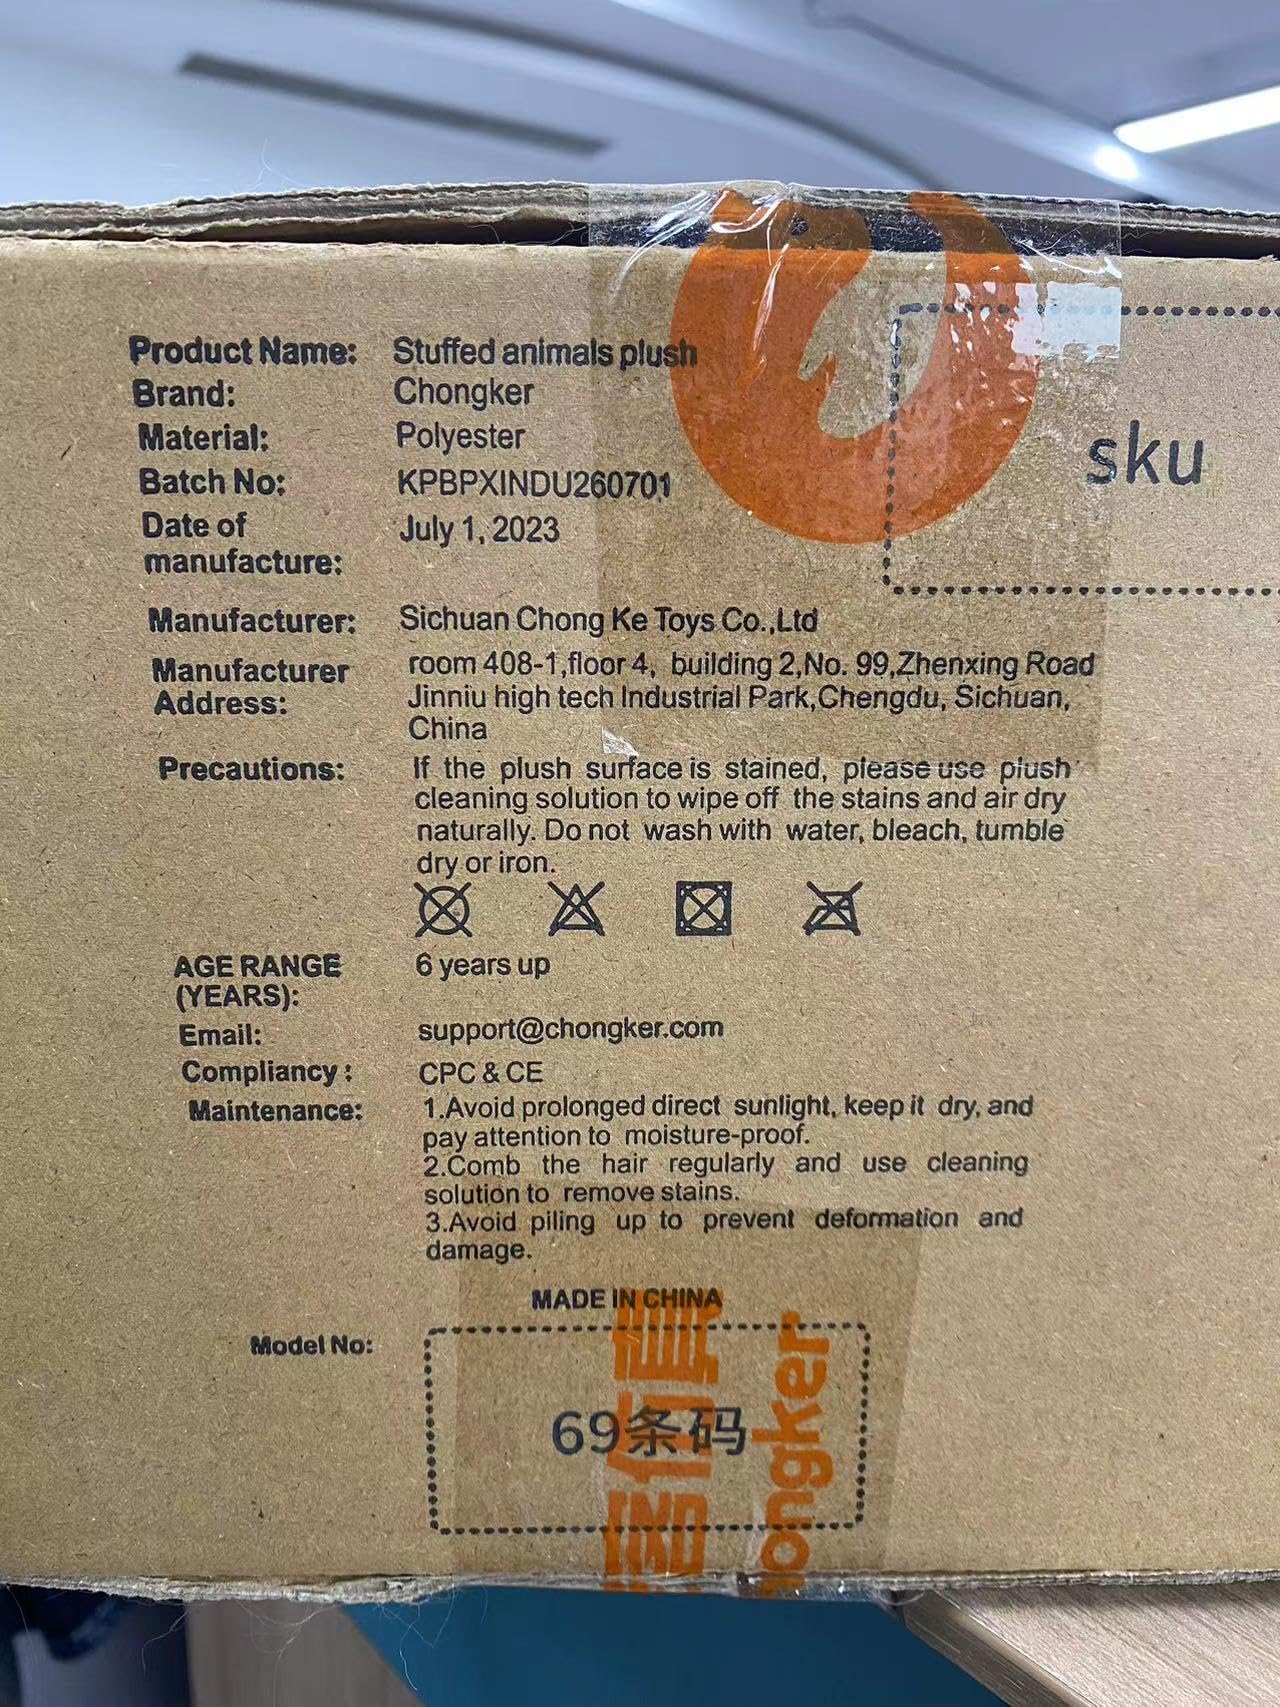 Product Name: Stuffed animals plush
Brand: Chongker
Material: Polyester
Batch No: KPBPXINDU260701
Date of manufacture: July 1, 2023
Manufacturer: Sichuan Chong Ke Toys Co.,Ltd
Manufacturer Address: room 408-1,floor 4, building 2,No. 99,Zhenxing Road
Jinniu high tech Industrial Park,Chengdu, Sichuan,
China
Precautions: If the plush surface is stained, please use plush
cleaning solution to wipe off the stains and air dry
naturally. Do not wash with water, bleach, tumble
dry or iron.
AGE RANGE (YEARS): 6 years up
Email: support@chongker.com
Compliancy: CPC & CE
Maintenance: 1.Avoid prolonged direct sunlight, keep it dry, and
pay attention to moisture-proof.
2.Comb the hair regularly and use cleaning
solution to remove stains.
3.Avoid piling up to prevent deformation and
damage.
MADE IN CHINA
Model No:
69条码
sku
ongker